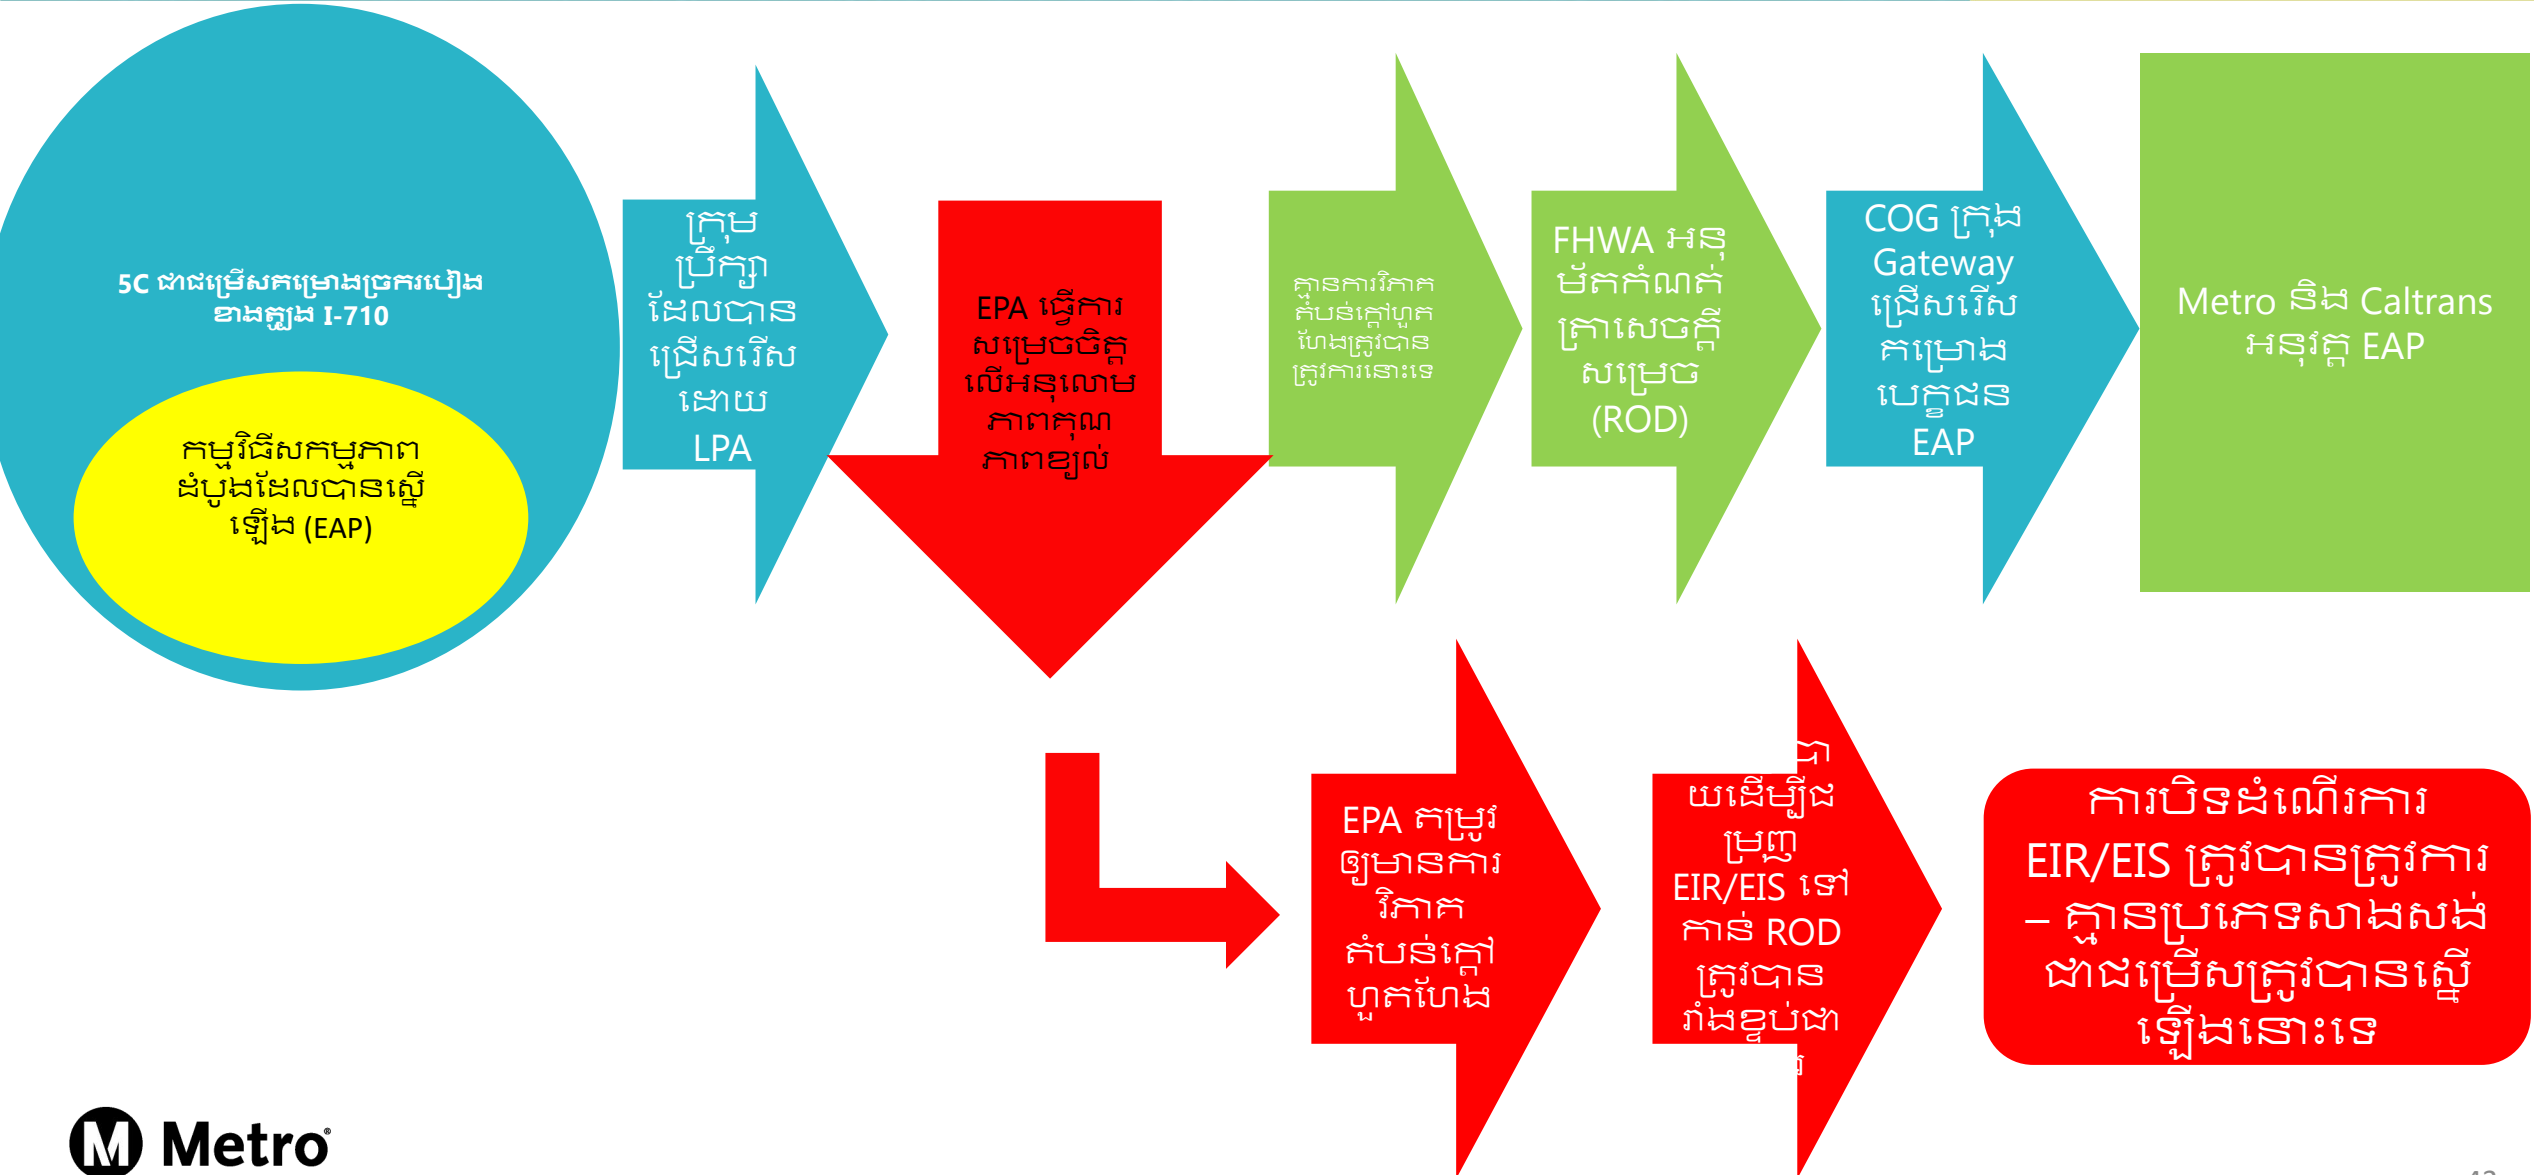 5C ជាជម្រើសគម្រោងច្រករបៀង
ខាងត្បូង I-710
កម្មវិធីសកម្មភាព
ដំបូងដែលបានស្នើ
ឡើង (EAP)
ក្រុម
ប្រឹក្សា
ដែលបាន
ជ្រើសរើស
ដោយ
LPA
EPA ធ្វើការ
សម្រេចចិត្ត
លើអនុលោម
ភាពគុណ
ភាពខ្យល់
គ្មានការវិភាគ
តំបន់ក្តៅហួត
ហែងត្រូវបាន
ត្រូវការនោះទេ
FHWA អនុ
ម័តកំណត់
ត្រាសេចក្តី
សម្រេច
(ROD)
COG ក្រុង
Gateway
ជ្រើសរើស
គម្រោង
បេក្ខជន
EAP
Metro និង Caltrans
អនុវត្ត EAP
EPA តម្រូវ
ឲ្យមានការ
វិភាគ
តំបន់ក្តៅ
ហួតហែង
យដើម្បីជ
ម្រុញ
EIR/EIS ទៅ
កាន់ ROD
ត្រូវបាន
រាំងខ្ទប់ជា
ការបិទដំណើរការ
EIR/EIS ត្រូវបានត្រូវការ
– គ្មានប្រភេទសាងសង់
ជាជម្រើសត្រូវបានស្នើ
ឡើងនោះទេ
Metro